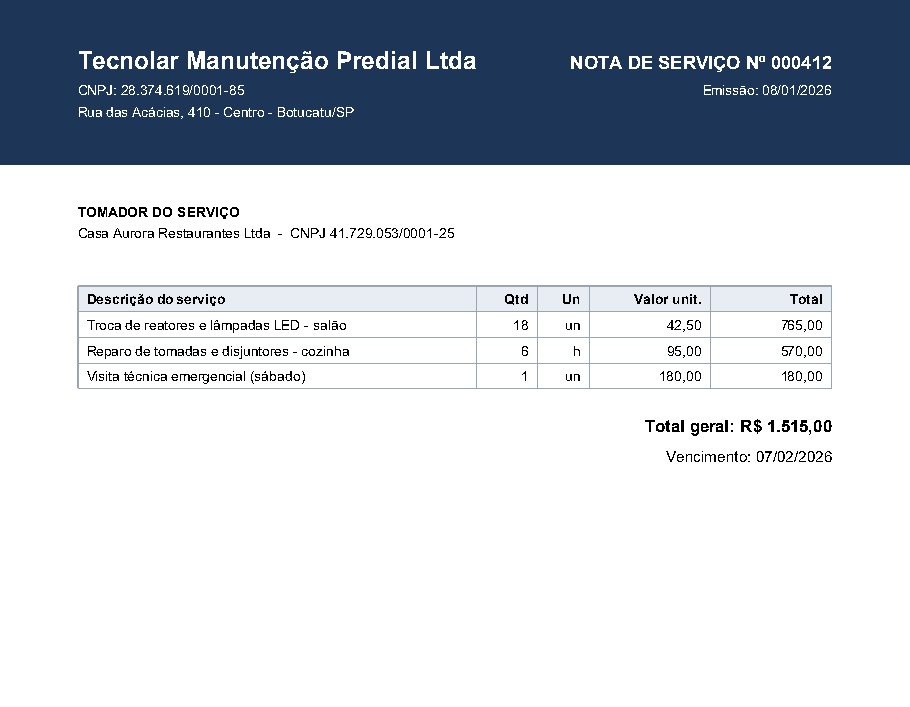 Tecnolar Manutenção Predial Ltda NOTA DE SERVIÇO Nº 000412
CNPJ: 28.374.619/0001-85 Emissão: 08/01/2026
Rua das Acácias, 410 - Centro - Botucatu/SP
TOMADOR DO SERVIÇO
Casa Aurora Restaurantes Ltda - CNPJ 41.729.053/0001-25
Descrição do serviço Qtd Un Valor unit. Total
Troca de reatores e lâmpadas LED - salão 18 un 42,50 765,00
Reparo de tomadas e disjuntores - cozinha 6 h 95,00 570,00
Visita técnica emergencial (sábado) 1 un 180,00 180,00
Total geral: R$ 1.515,00
Vencimento: 07/02/2026